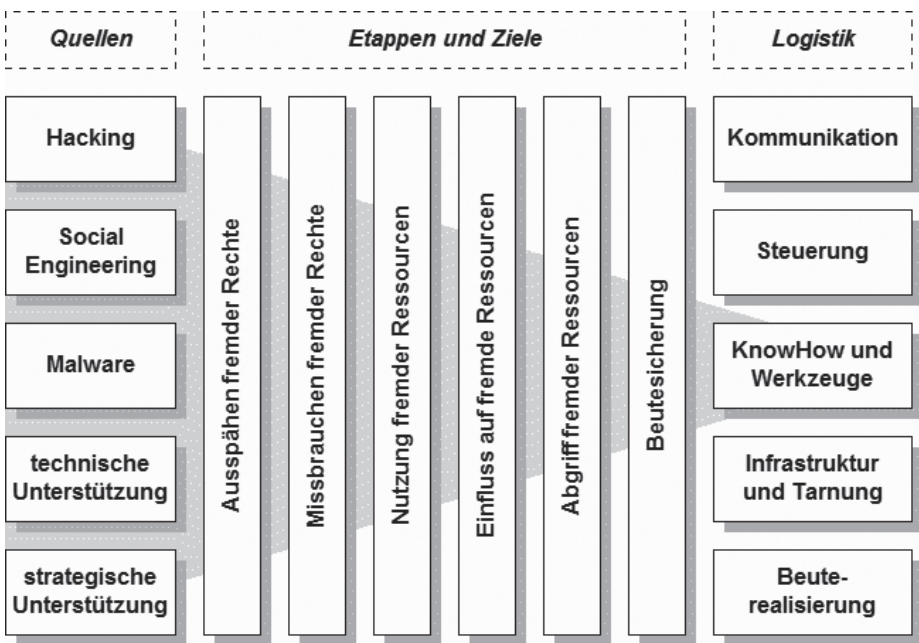 Quellen
Etappen und Ziele
Logistik
Hacking
Social
Engineering
Malware
technische
Unterstützung
strategische
Unterstützung
Ausspähen fremder Rechte
Missbrauchen fremder Rechte
Nutzung fremder Ressourcen
Einfluss auf fremde Ressourcen
Abgriff fremder Ressourcen
Beutesicherung
Kommunikation
Steuerung
KnowHow und
Werkzeuge
Infrastruktur
und Tarnung
Beute-
realisierung